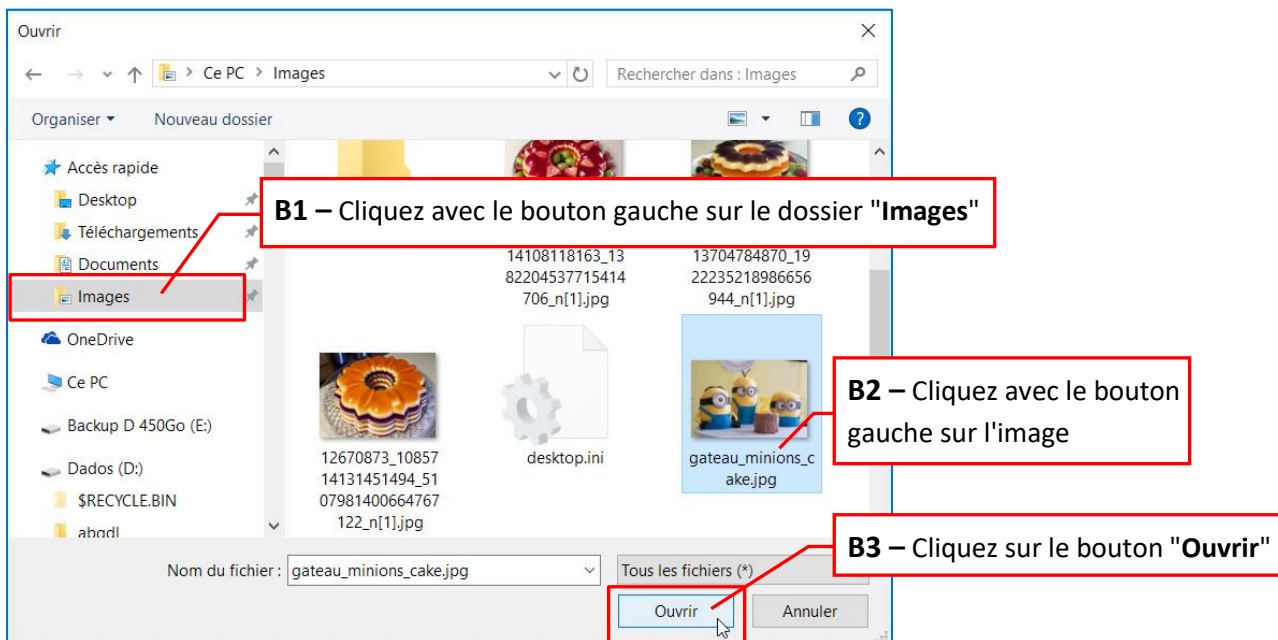 Ouvrir
Ce PC > Images
Rechercher dans : Images
Organiser
Nouveau dossier
Accès rapide
Desktop
Téléchargements
Documents
Images
OneDrive
Ce PC
Backup D 450Go (E:)
Dados (D:)
$RECYCLE.BIN
abgdl
B1 – Cliquez avec le bouton gauche sur le dossier "Images"
14108118163_13
82204537715414
706_n[1].jpg
13704784870_19
22235218986656
944_n[1].jpg
12670873_10857
14131451494_51
07981400664767
122_n[1].jpg
desktop.ini
gateau_minions_c
ake.jpg
B2 – Cliquez avec le bouton
gauche sur l'image
Nom du fichier : gateau_minions_cake.jpg
Tous les fichiers (*)
B3 – Cliquez sur le bouton "Ouvrir"
Ouvrir
Annuler